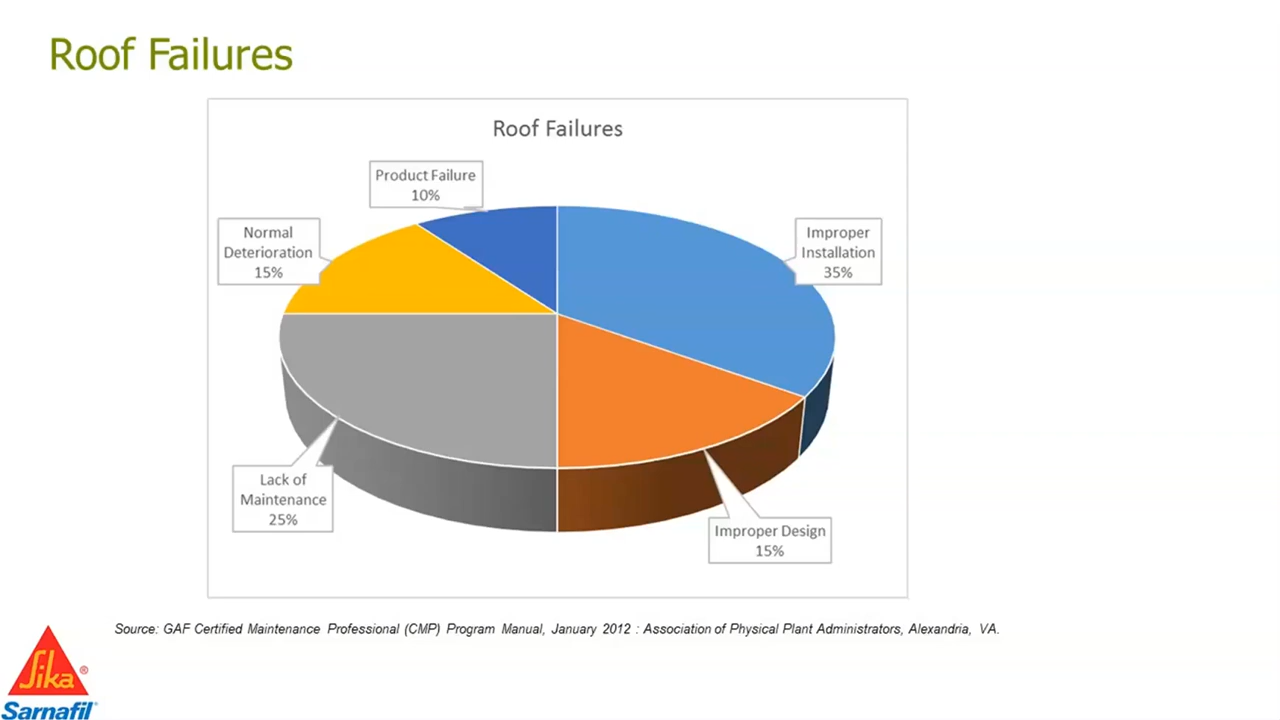 Roof Failures
Roof Failures
Product Failure
10%
Normal
Deterioration
15%
Improper
Installation
35%
Lack of
Maintenance
25%
Improper Design
15%
Source: GAF Certified Maintenance Professional (CMP) Program Manual, January 2012 : Association of Physical Plant Administrators, Alexandria, VA.
Sika®
Sarnafil®